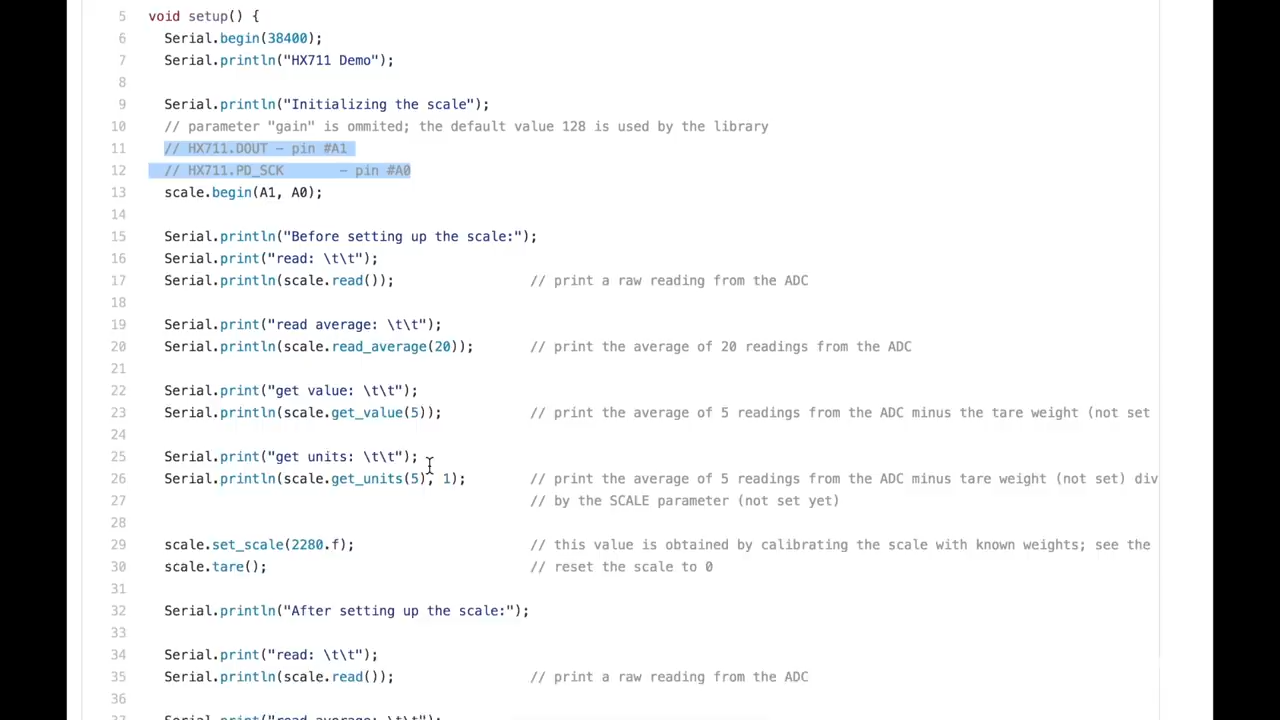 5 void setup() {
6 Serial.begin(38400);
7 Serial.println("HX711 Demo");
8
9 Serial.println("Initializing the scale");
10 // parameter "gain" is ommited; the default value 128 is used by the library
11 // HX711.DOUT - pin #A1
12 // HX711.PD_SCK - pin #A0
13 scale.begin(A1, A0);
14
15 Serial.println("Before setting up the scale:");
16 Serial.print("read: \t\t");
17 Serial.println(scale.read()); // print a raw reading from the ADC
18
19 Serial.print("read average: \t\t");
20 Serial.println(scale.read_average(20)); // print the average of 20 readings from the ADC
21
22 Serial.print("get value: \t\t");
23 Serial.println(scale.get_value(5)); // print the average of 5 readings from the ADC minus the tare weight (not set
24
25 Serial.print("get units: \t\t");
26 Serial.println(scale.get_units(5), 1); // print the average of 5 readings from the ADC minus tare weight (not set) div
27 // by the SCALE parameter (not set yet)
28
29 scale.set_scale(2280.f); // this value is obtained by calibrating the scale with known weights; see the
30 scale.tare(); // reset the scale to 0
31
32 Serial.println("After setting up the scale:");
33
34 Serial.print("read: \t\t");
35 Serial.println(scale.read()); // print a raw reading from the ADC
36
37 Serial.print("read average: \t\t");